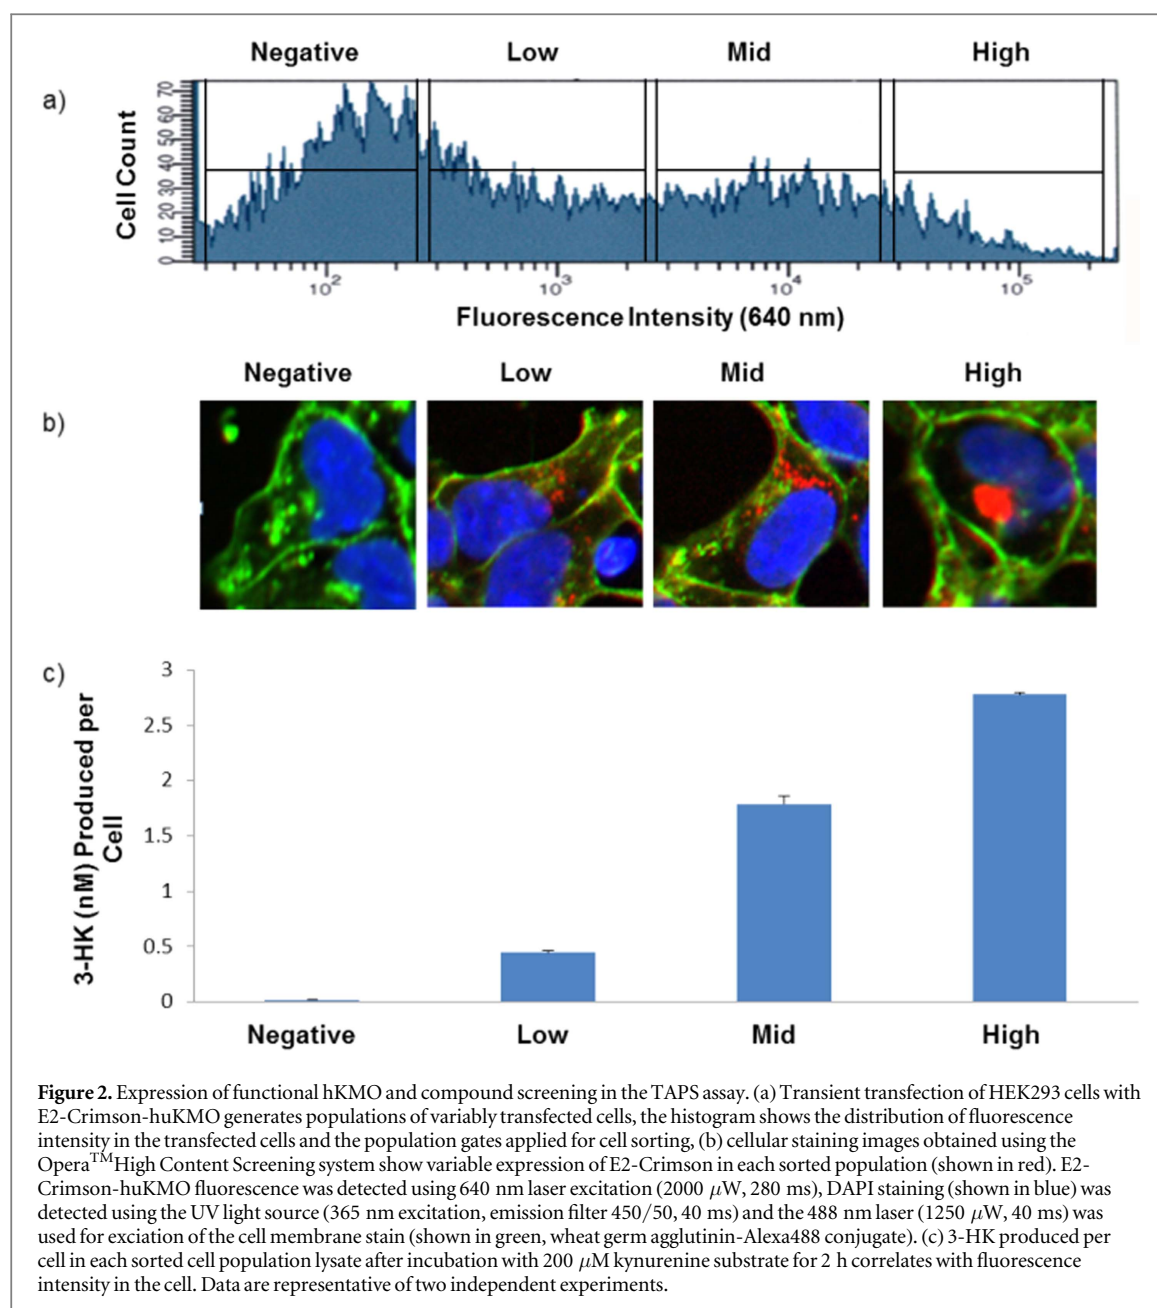 Negative Low Mid High
a)
Cell Count
70
60
50
40
30
20
10
0
10² 10³ 10⁴ 10⁵
Fluorescence Intensity (640 nm)
Negative Low Mid High
b)
c)
3-HK (nM) Produced per
Cell
3
2.5
2
1.5
1
0.5
0
Negative Low Mid High
Figure 2. Expression of functional hKMO and compound screening in the TAPS assay. (a) Transient transfection of HEK293 cells with
E2-Crimson-huKMO generates populations of variably transfected cells, the histogram shows the distribution of fluorescence
intensity in the transfected cells and the population gates applied for cell sorting, (b) cellular staining images obtained using the
Opera™High Content Screening system show variable expression of E2-Crimson in each sorted population (shown in red). E2-
Crimson-huKMO fluorescence was detected using 640 nm laser excitation (2000 μW, 280 ms), DAPI staining (shown in blue) was
detected using the UV light source (365 nm excitation, emission filter 450/50, 40 ms) and the 488 nm laser (1250 μW, 40 ms) was
used for exciation of the cell membrane stain (shown in green, wheat germ agglutinin-Alexa488 conjugate). (c) 3-HK produced per
cell in each sorted cell population lysate after incubation with 200 μM kynurenine substrate for 2 h correlates with fluorescence
intensity in the cell. Data are representative of two independent experiments.